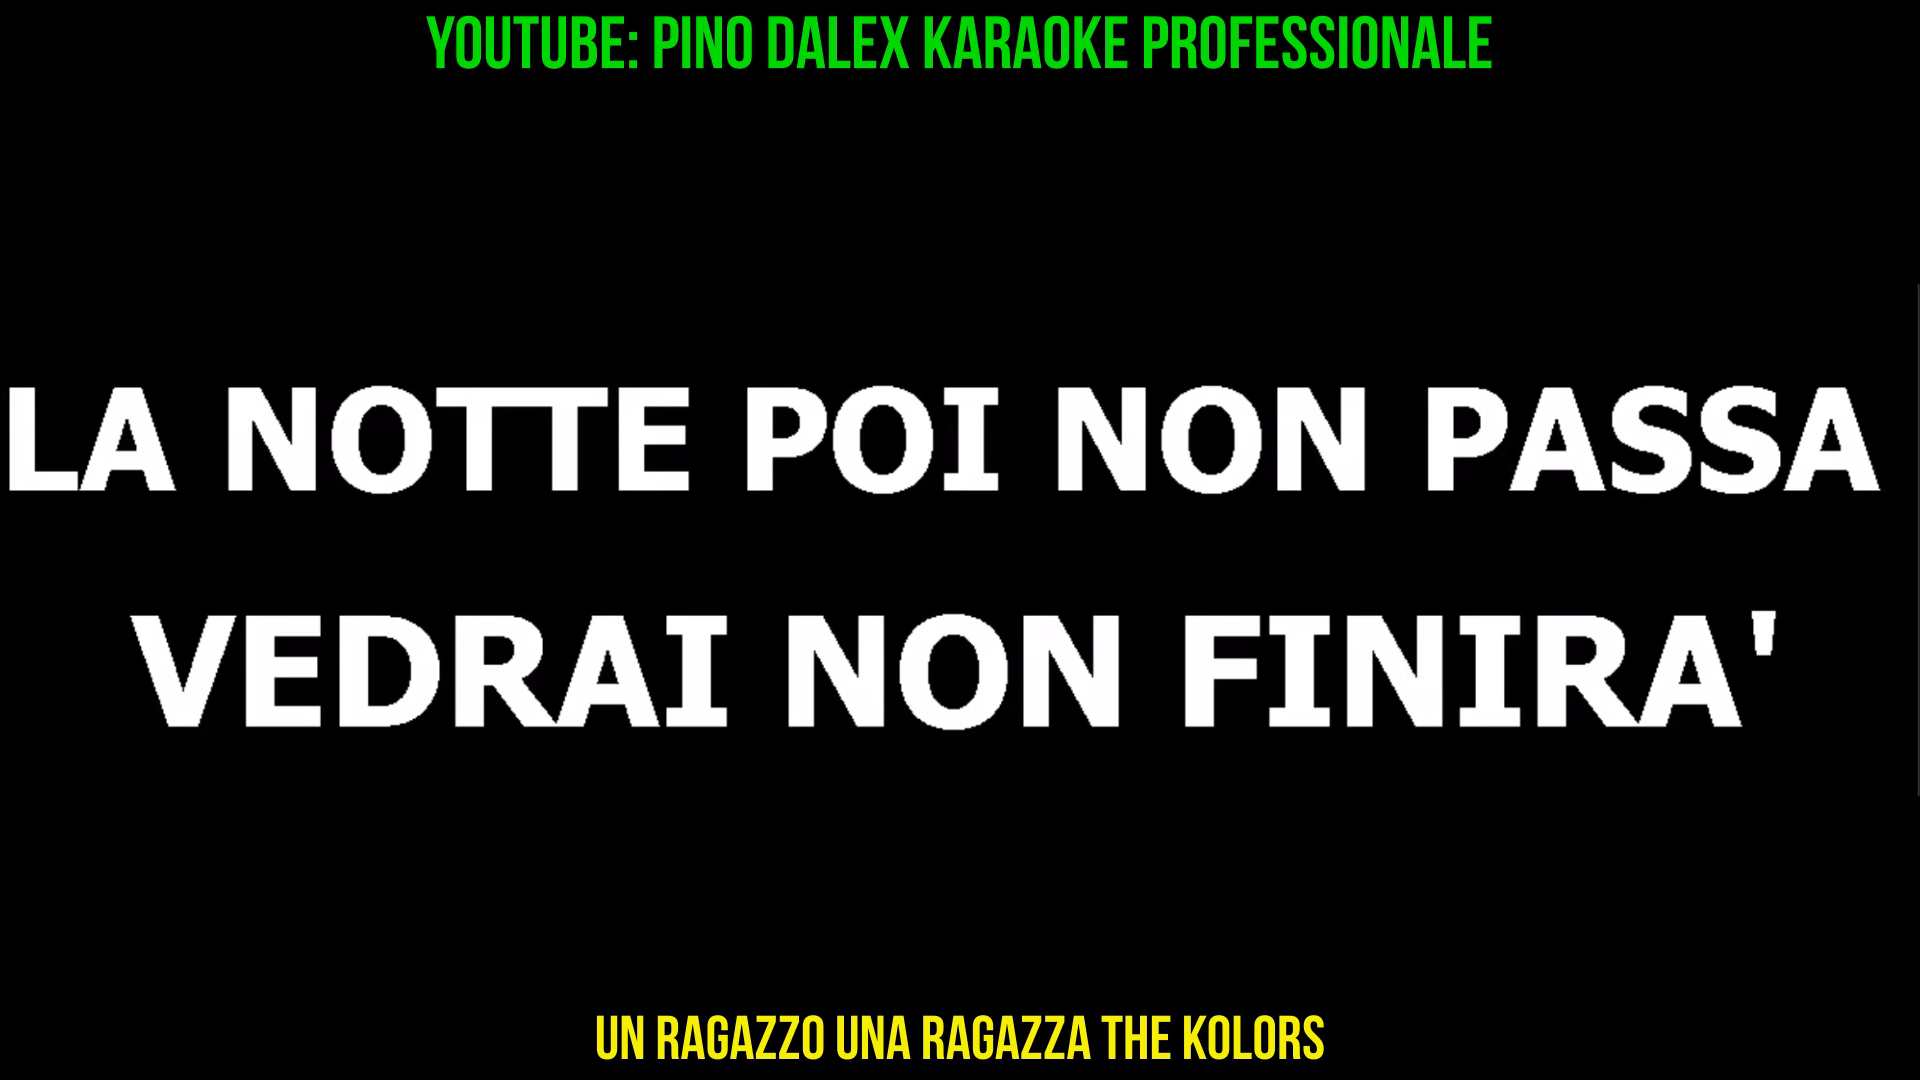 YOUTUBE: PINO DALEX KARAOKE PROFESSIONALE
LA NOTTE POI NON PASSA
VEDRAI NON FINIRA'
UN RAGAZZO UNA RAGAZZA THE KOLORS